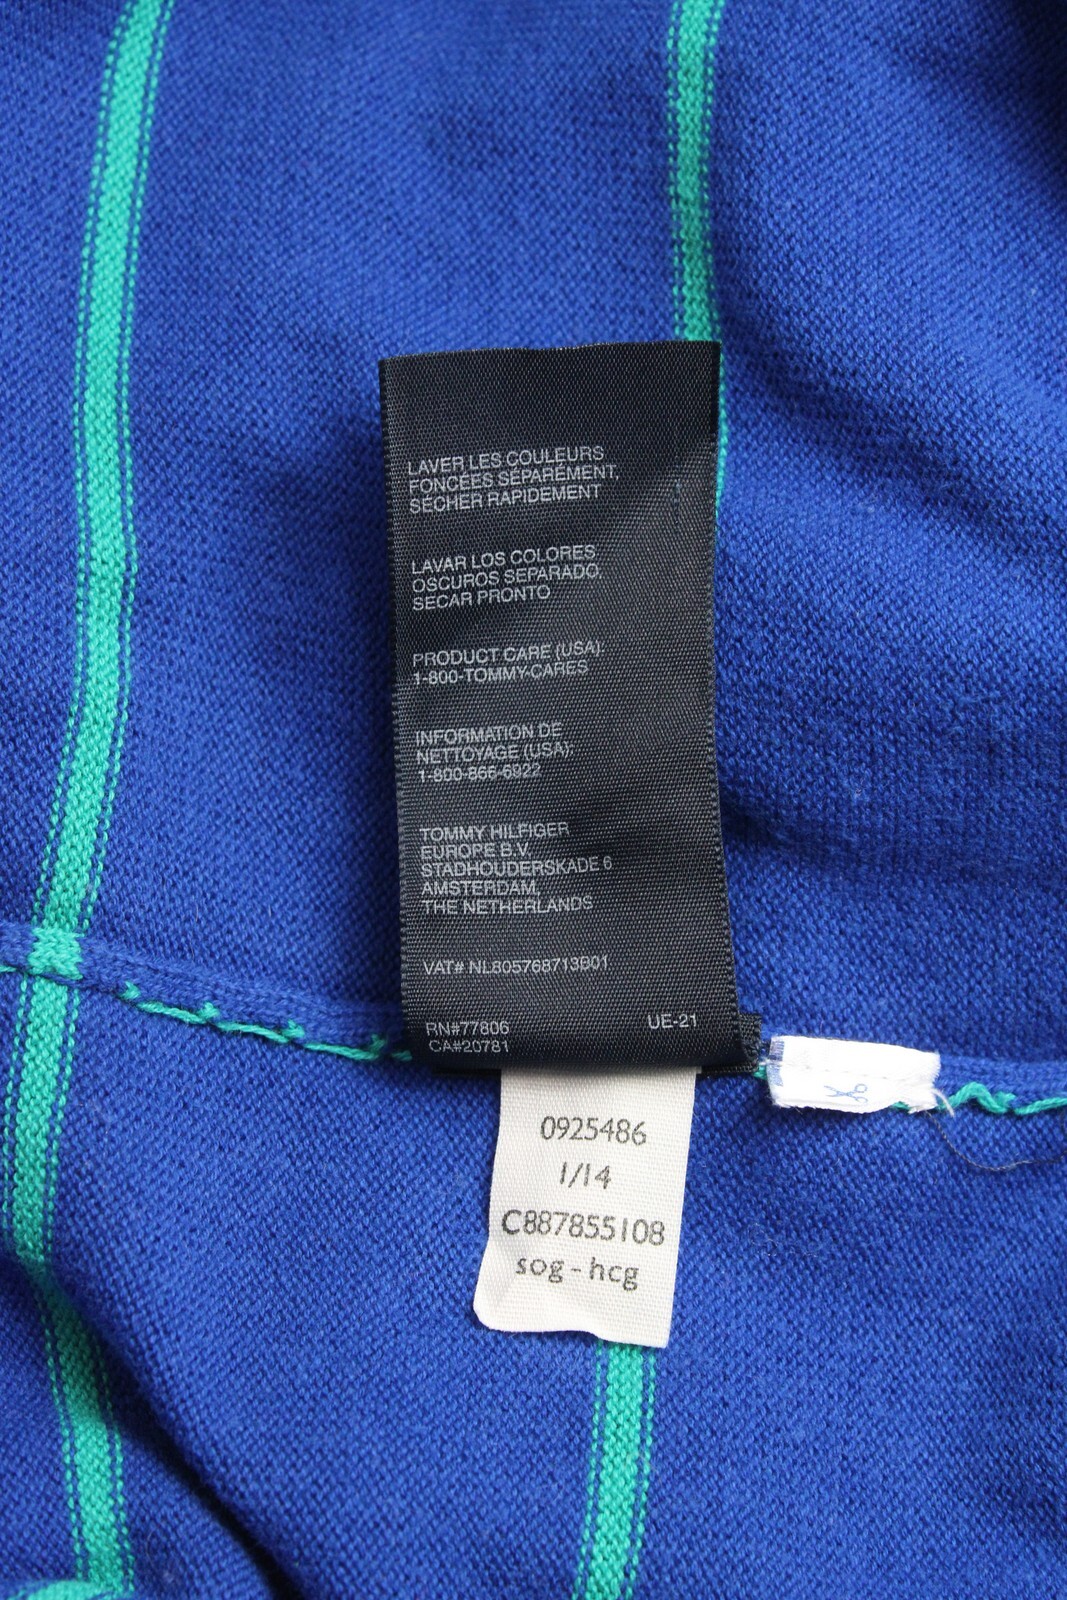 LAVER LES COULEURS
FONCÉES SÉPARÉMENT,
SÉCHER RAPIDEMENT
LAVAR LOS COLORES
OSCUROS SEPARADO,
SECAR PRONTO
PRODUCT CARE (USA):
1-800-TOMMY-CARES
INFORMATION DE
NETTOYAGE (USA):
1-800-866-6922
TOMMY HILFIGER
EUROPE B.V.
STADHOUDERSKADE 6
AMSTERDAM,
THE NETHERLANDS
VAT# NL805768713B01
RN#77806 UE-21
CA#20781
0925486
1/14
C887855108
sog - hcg